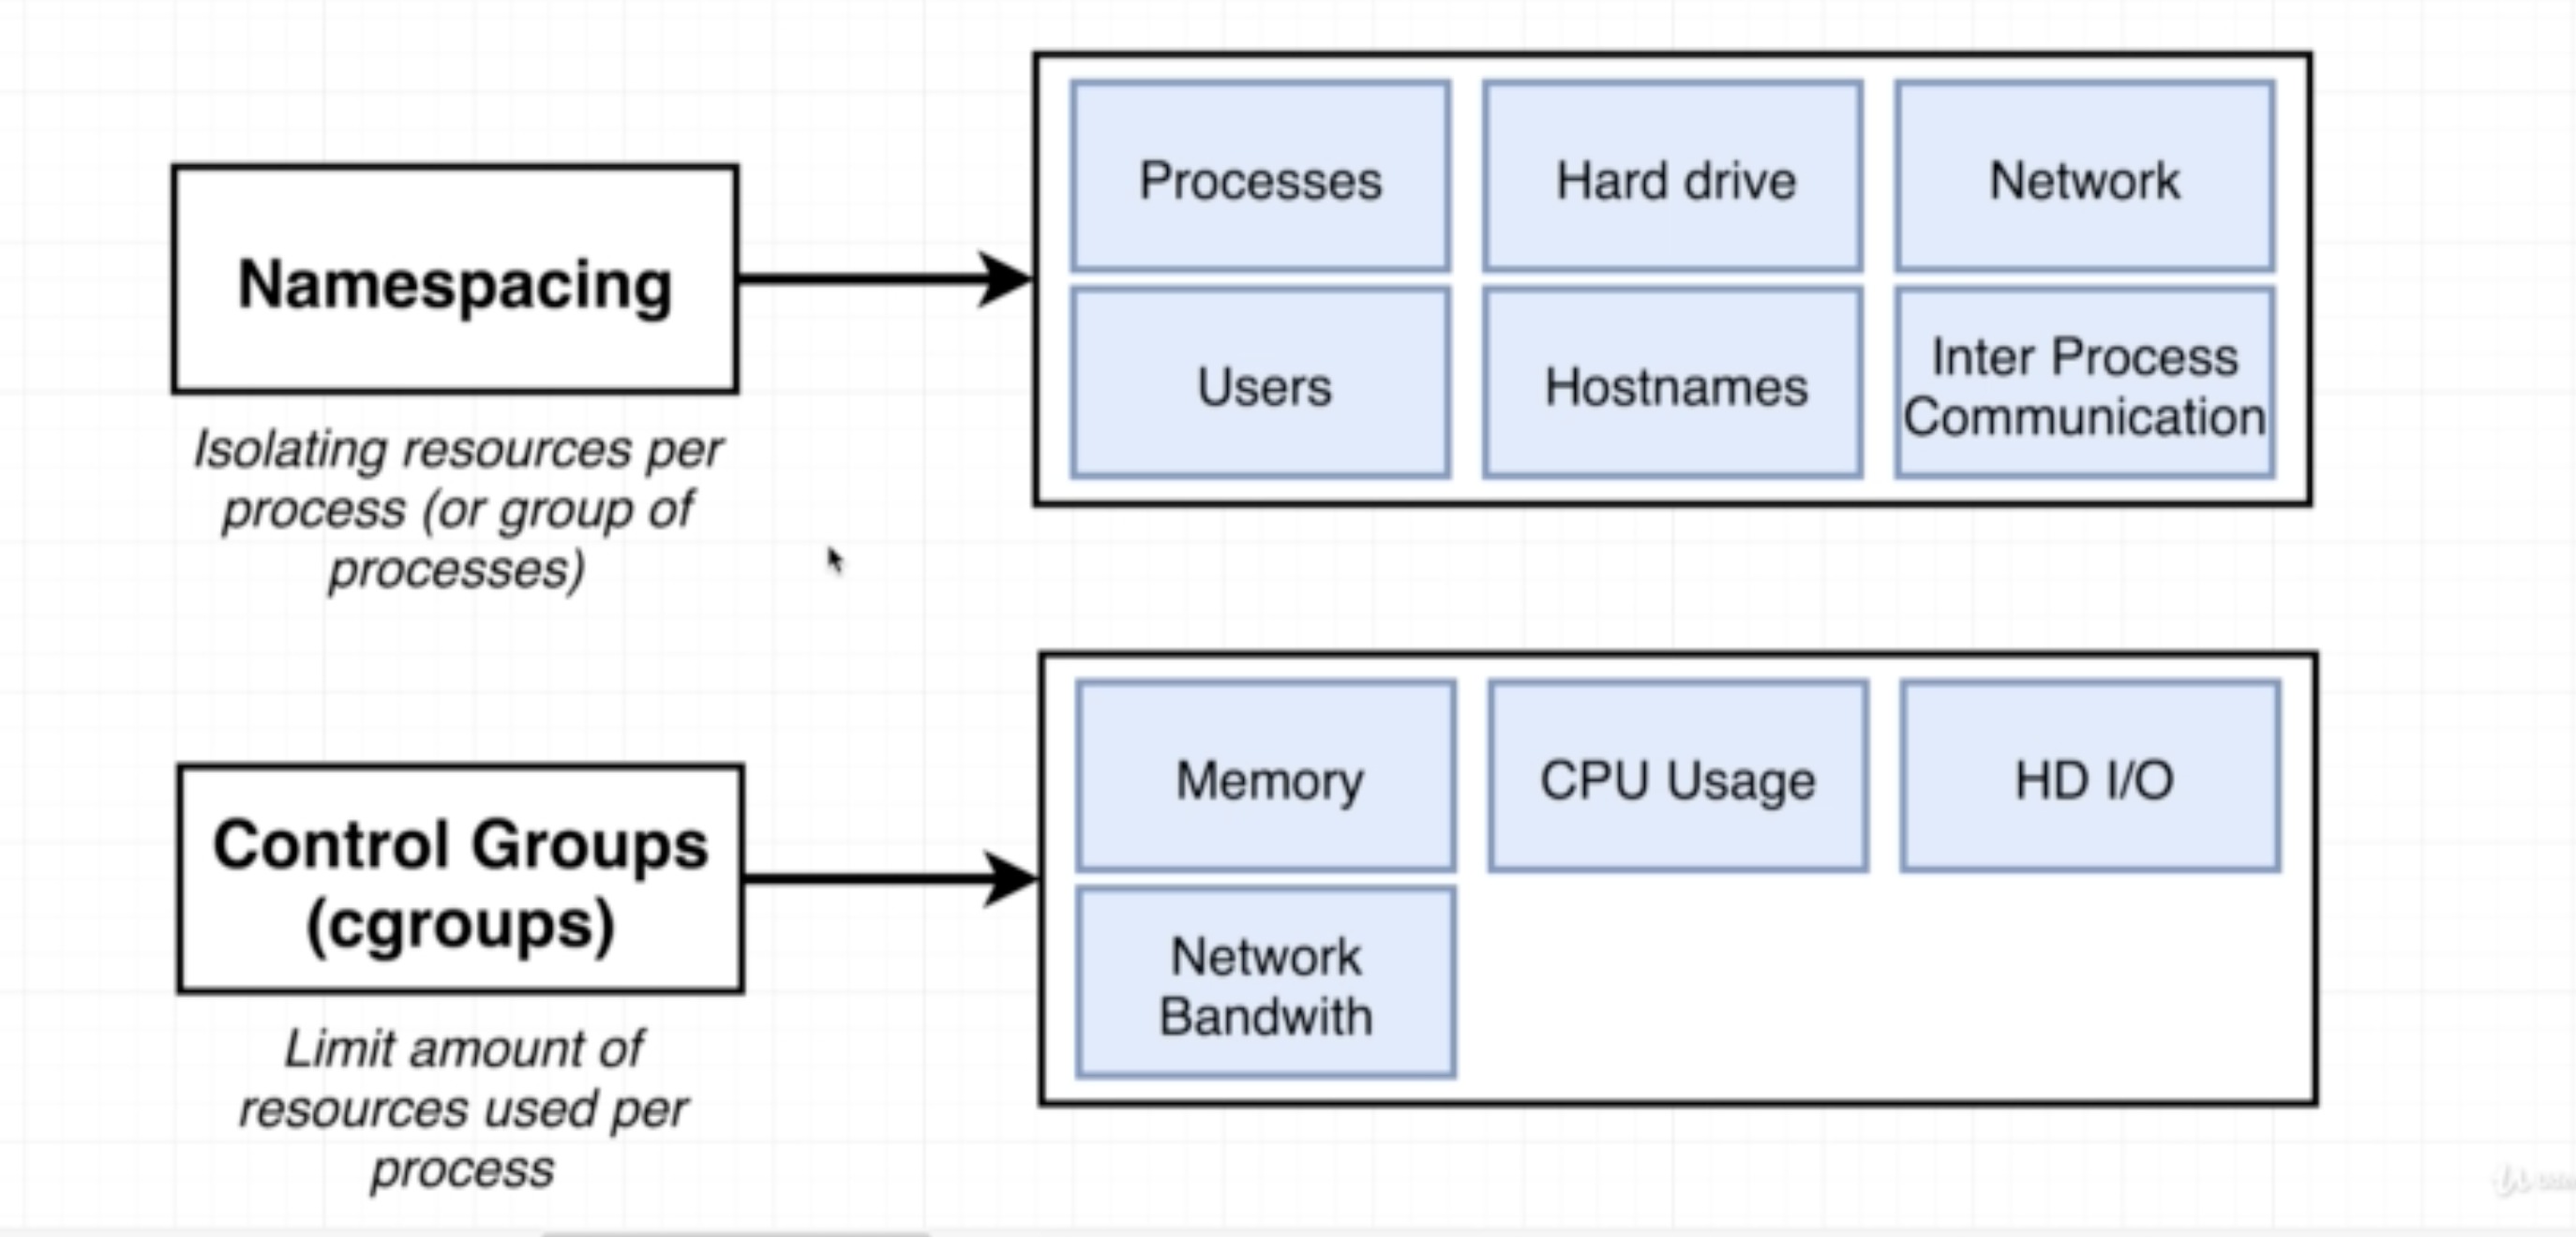 Processes
Hard drive
Network
Namespacing
Users
Hostnames
Inter Process
Communication
Isolating resources per
process (or group of
processes)
Memory
CPU Usage
HD I/O
Control Groups
(cgroups)
Network
Bandwith
Limit amount of
resources used per
process